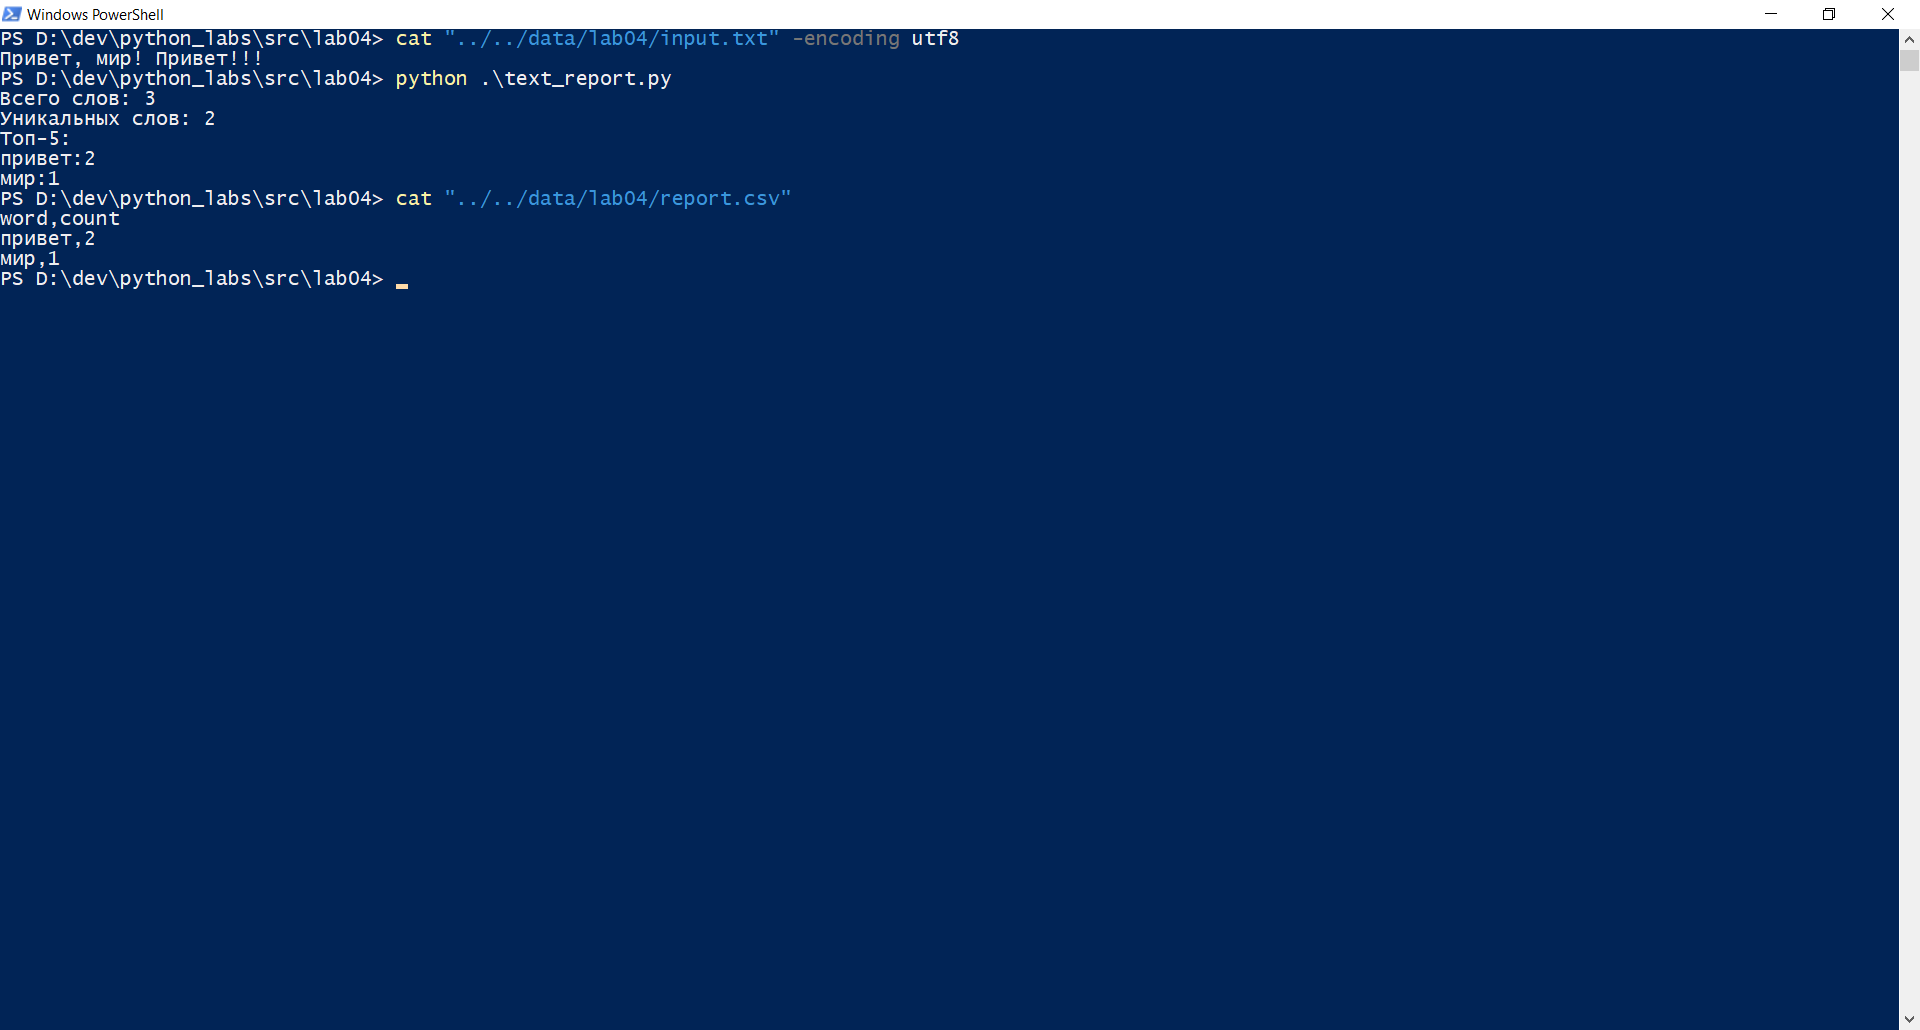 Windows PowerShell
PS D:\dev\python_labs\src\lab04> cat "../../data/lab04/input.txt" -encoding utf8
Привет, мир! Привет!!!
PS D:\dev\python_labs\src\lab04> python .\text_report.py
Всего слов: 3
Уникальных слов: 2
Топ-5:
привет:2
мир:1
PS D:\dev\python_labs\src\lab04> cat "../../data/lab04/report.csv"
word,count
привет,2
мир,1
PS D:\dev\python_labs\src\lab04>